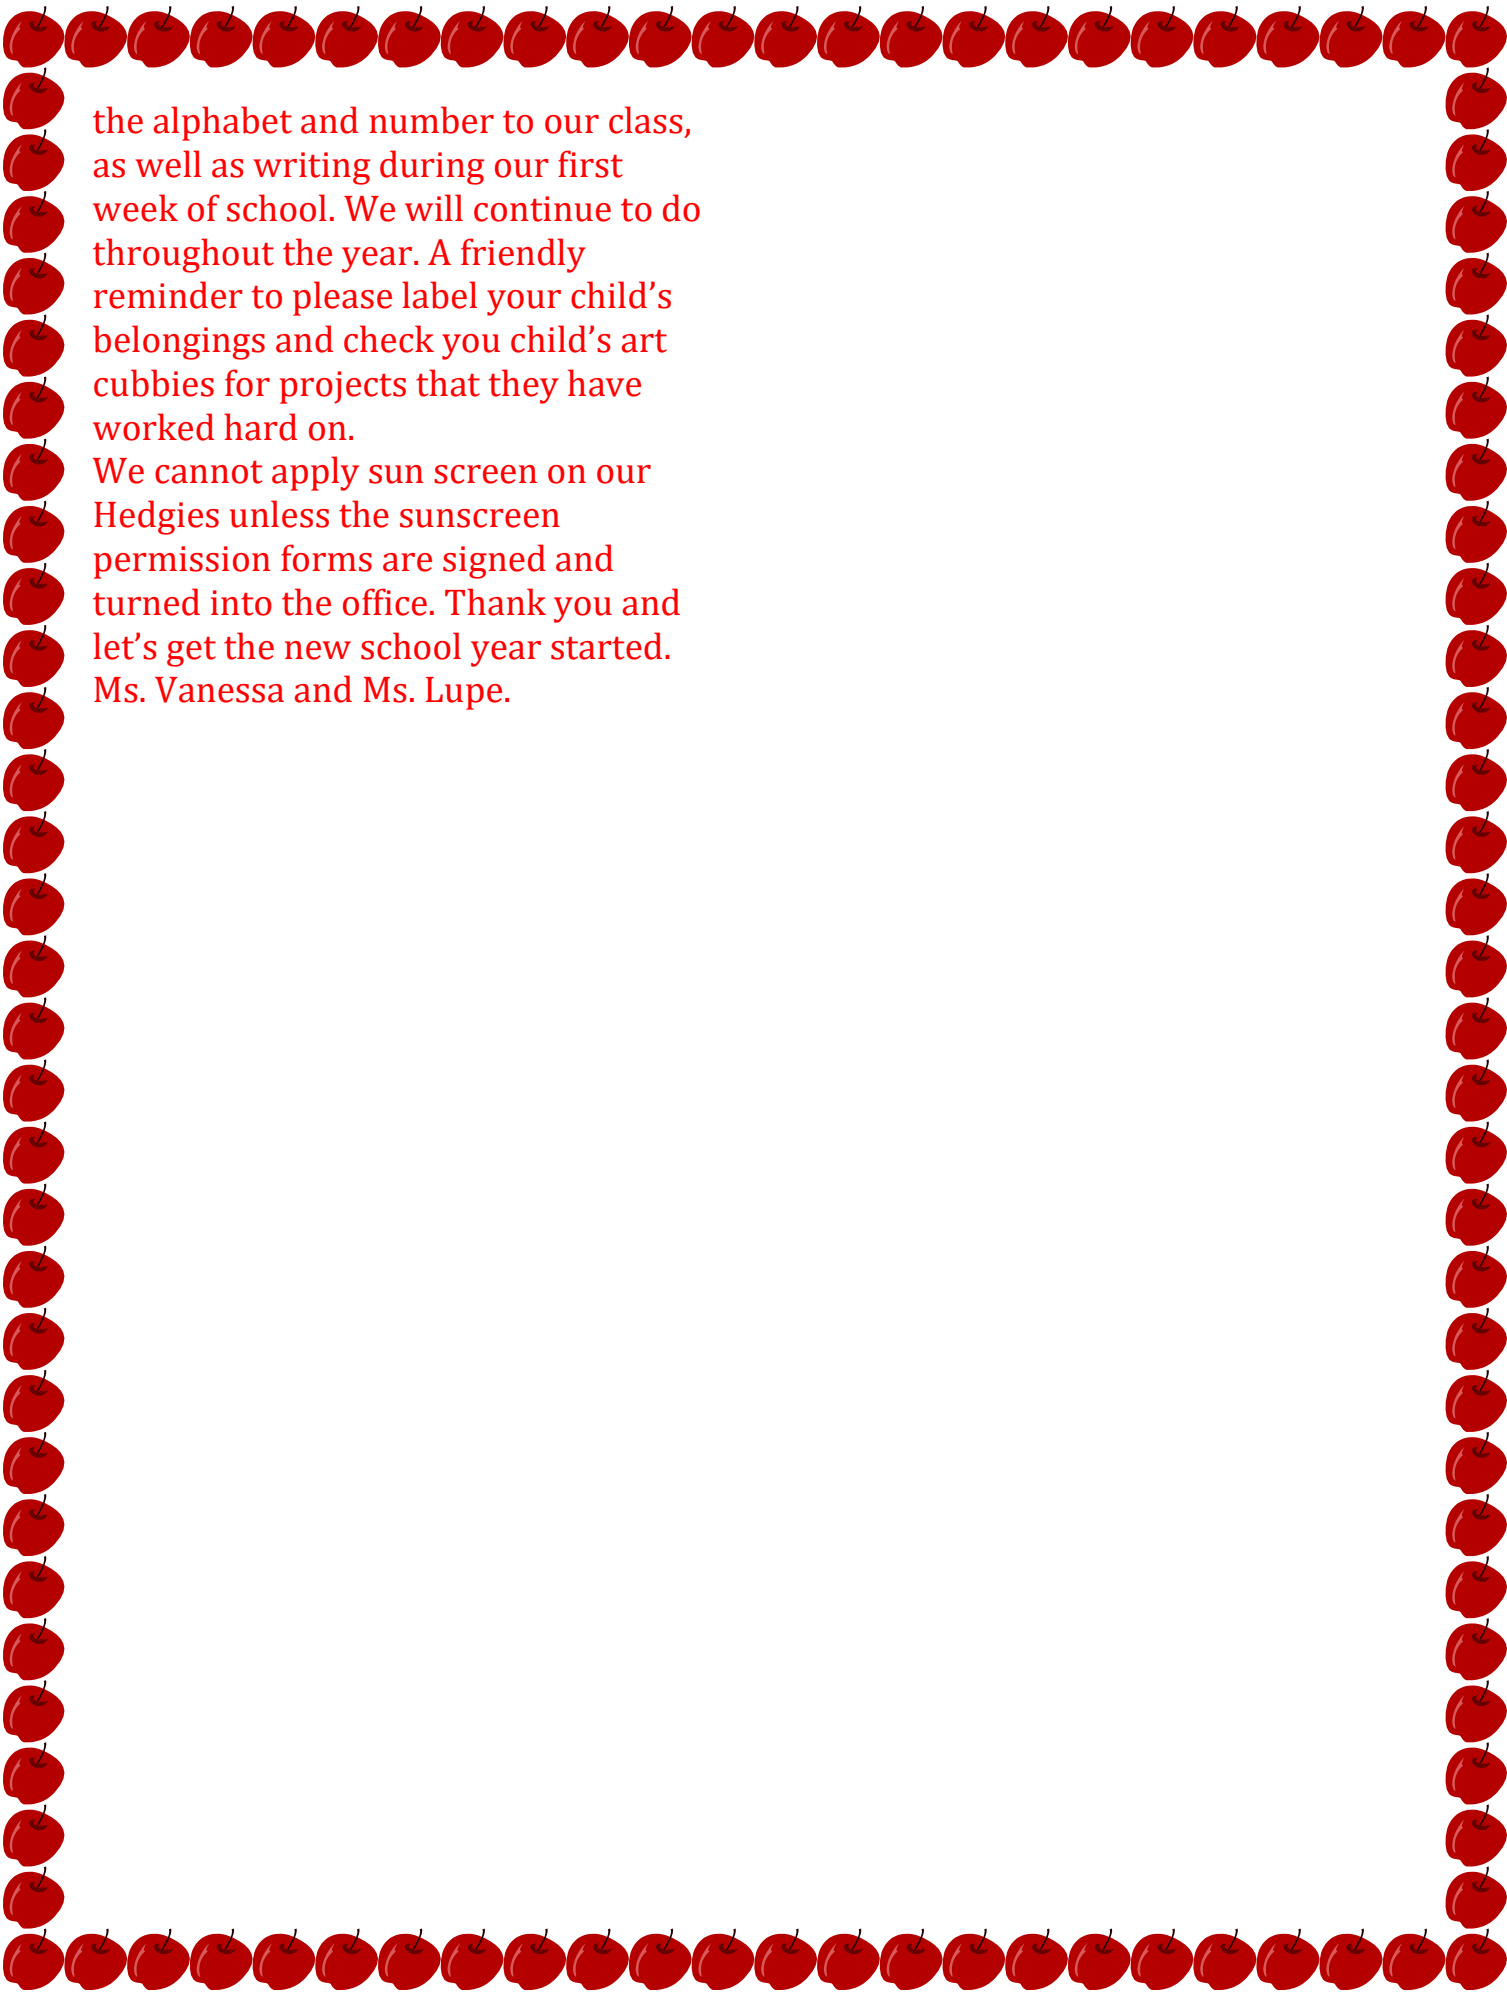 the alphabet and number to our class,
as well as writing during our first
week of school. We will continue to do
throughout the year. A friendly
reminder to please label your child’s
belongings and check you child’s art
cubbies for projects that they have
worked hard on.
We cannot apply sun screen on our
Hedgies unless the sunscreen
permission forms are signed and
turned into the office. Thank you and
let’s get the new school year started.
Ms. Vanessa and Ms. Lupe.